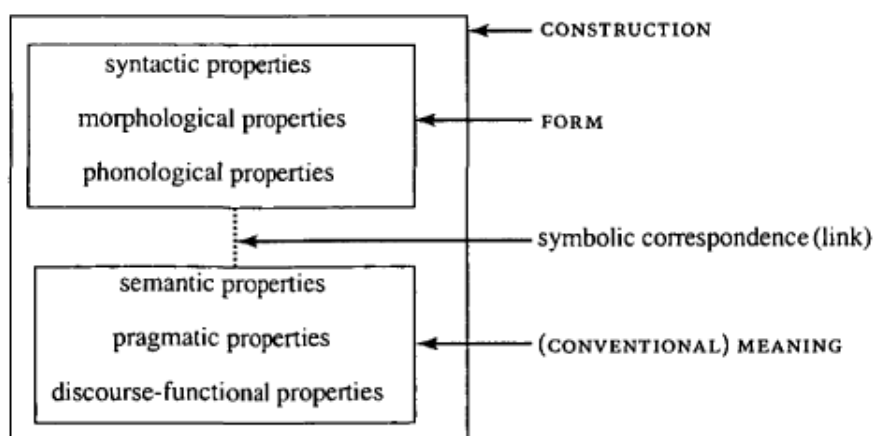 CONSTRUCTION
syntactic properties
morphological properties
FORM
phonological properties
symbolic correspondence (link)
semantic properties
pragmatic properties
(CONVENTIONAL) MEANING
discourse-functional properties